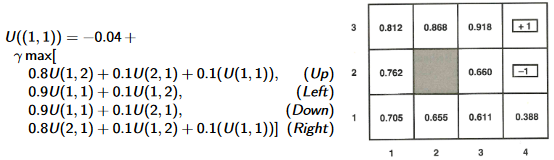 U((1, 1)) = −0.04 +
γ max[
0.8U(1, 2) + 0.1U(2, 1) + 0.1(U(1, 1)), (Up)
0.9U(1, 1) + 0.1U(1, 2), (Left)
0.9U(1, 1) + 0.1U(2, 1), (Down)
0.8U(2, 1) + 0.1U(1, 2) + 0.1(U(1, 1))] (Right)
3 0.812 0.868 0.918 +1
2 0.762 0.660 −1
1 0.705 0.655 0.611 0.388
1 2 3 4